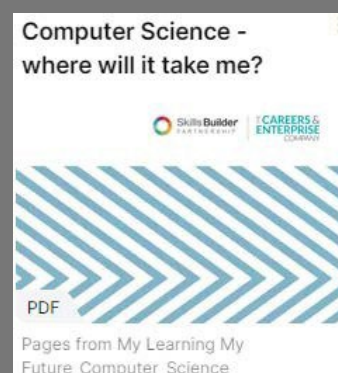 Computer Science -
where will it take me?
Skills Builder
PARTNERSHIP
THE CAREERS &
ENTERPRISE
COMPANY
PDF
Pages from My Learning My
Future Computer Science